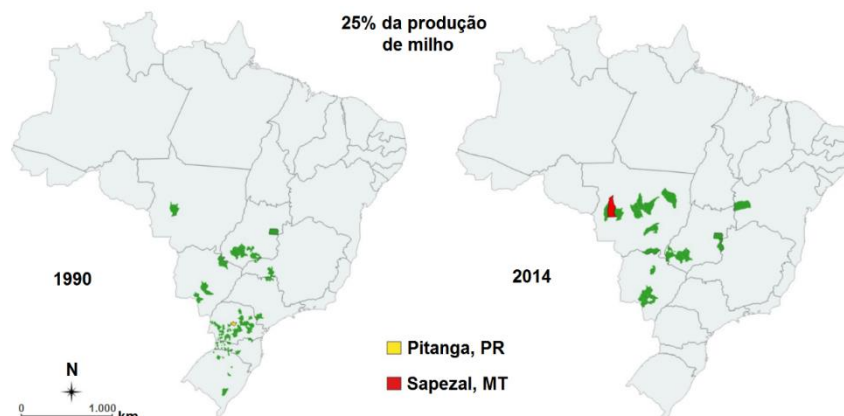 25% da produção
de milho
1990
2014
Pitanga, PR
Sapezal, MT
N
0 1.000
km